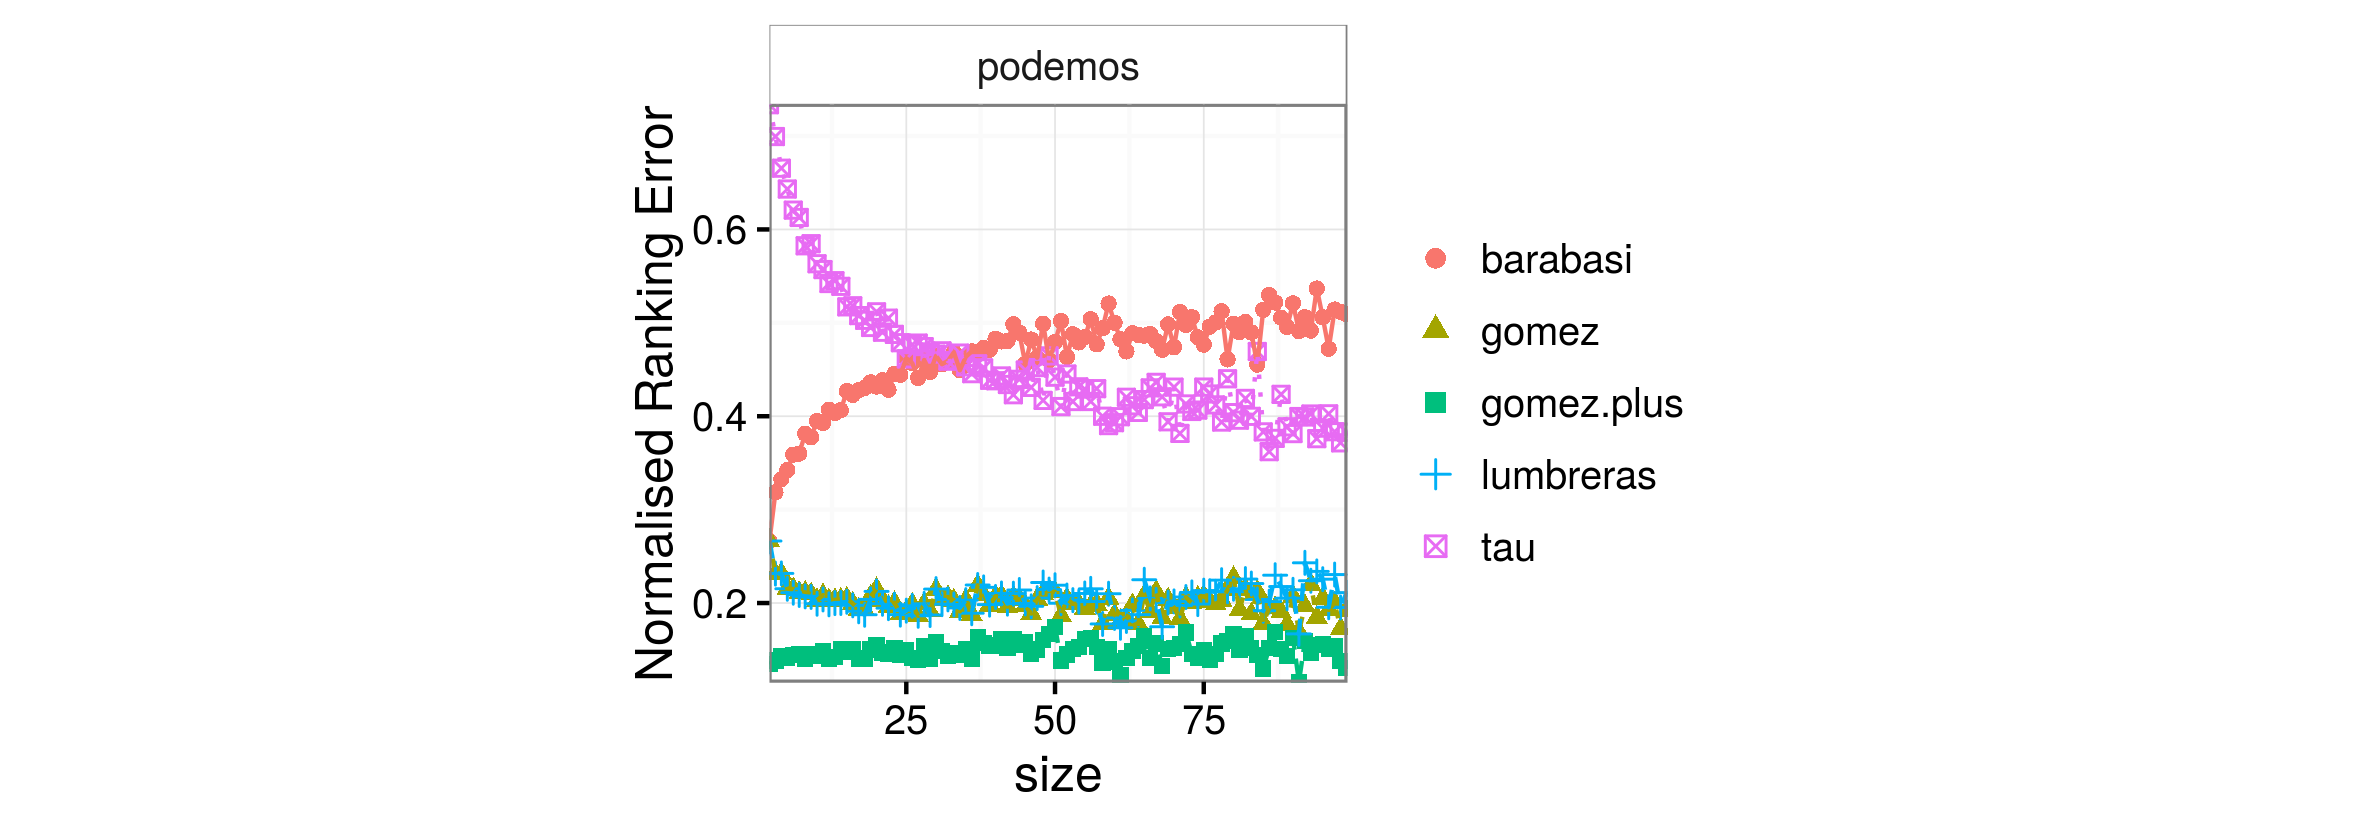 podemos
Normalised Ranking Error
0.6
0.4
0.2
25 50 75
size
barabasi
gomez
gomez.plus
lumbreras
tau